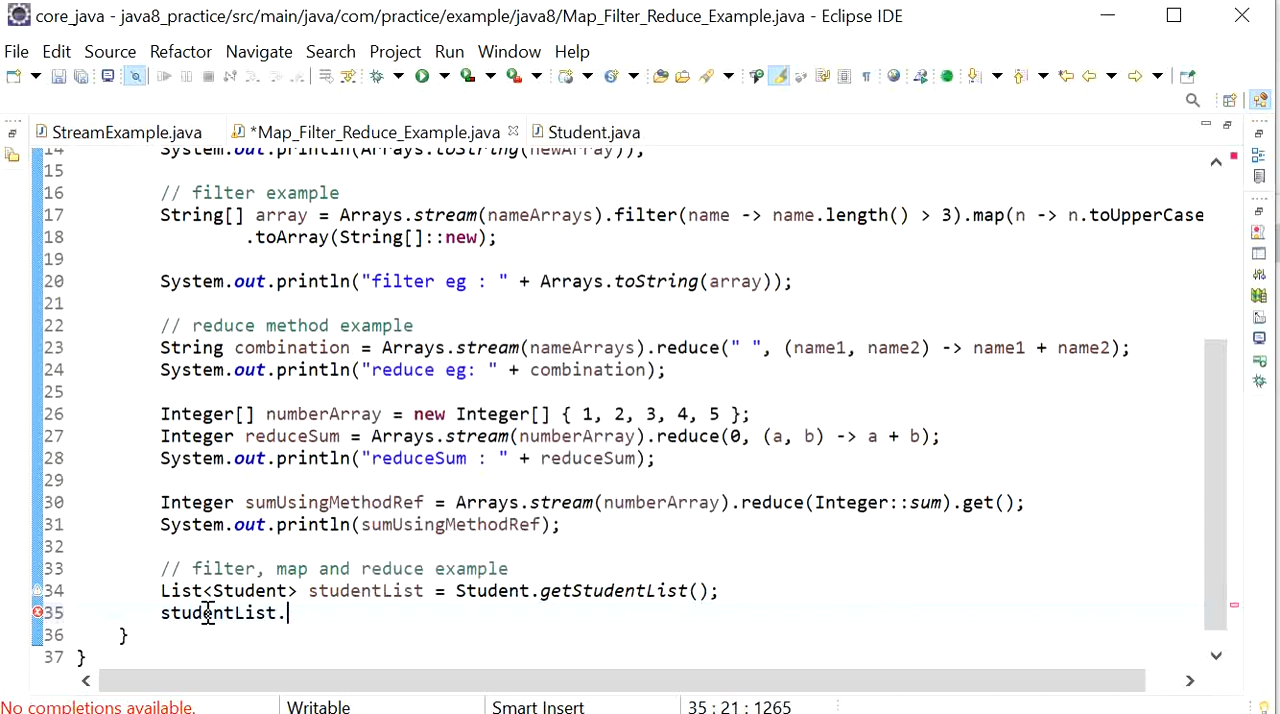 core_java - java8_practice/src/main/java/com/practice/example/java8/Map_Filter_Reduce_Example.java - Eclipse IDE
File Edit Source Refactor Navigate Search Project Run Window Help
StreamExample.java *Map_Filter_Reduce_Example.java Student.java
14 System.out.println(Arrays.toString(newArray));
15
16 // filter example
17 String[] array = Arrays.stream(nameArrays).filter(name -> name.length() > 3).map(n -> n.toUpperCase
18 .toArray(String[]::new);
19
20 System.out.println("filter eg : " + Arrays.toString(array));
21
22 // reduce method example
23 String combination = Arrays.stream(nameArrays).reduce(" ", (name1, name2) -> name1 + name2);
24 System.out.println("reduce eg: " + combination);
25
26 Integer[] numberArray = new Integer[] { 1, 2, 3, 4, 5 };
27 Integer reduceSum = Arrays.stream(numberArray).reduce(0, (a, b) -> a + b);
28 System.out.println("reduceSum : " + reduceSum);
29
30 Integer sumUsingMethodRef = Arrays.stream(numberArray).reduce(Integer::sum).get();
31 System.out.println(sumUsingMethodRef);
32
33 // filter, map and reduce example
34 List<Student> studentList = Student.getStudentList();
35 studentList.
36 }
37 }
No completions available. Writable Smart Insert 35 : 21 : 1265